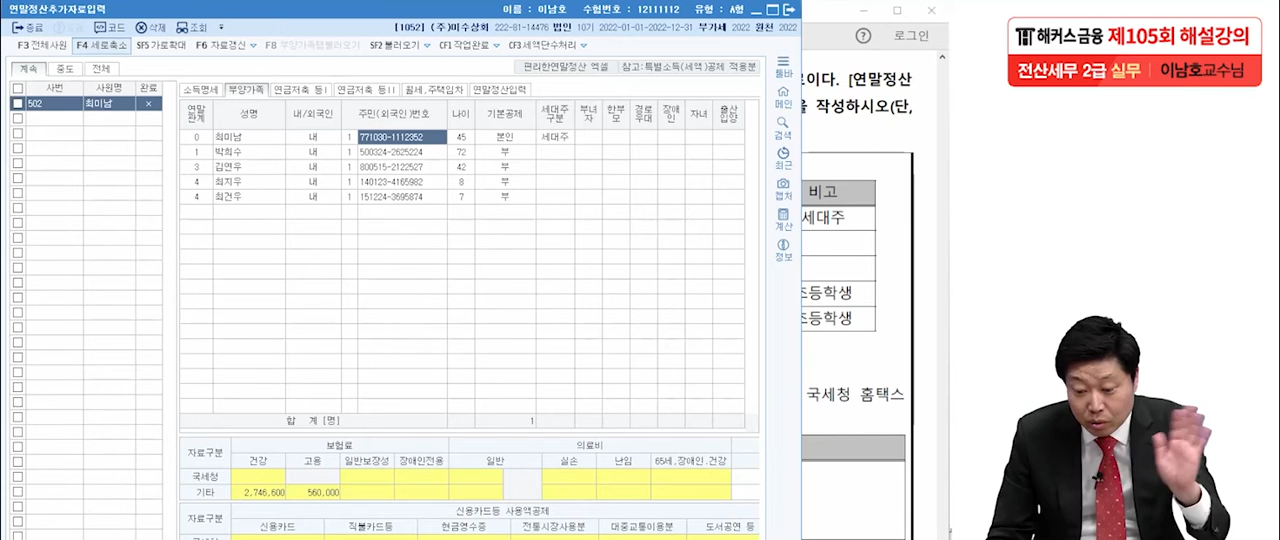 연말정산추가자료입력 이름 : 이남호 수험번호 : 12111112 유형 : A형
종료 코드 삭제 조회
[1052] (주)미수상회 222-81-14476 법인 10기 2022-01-01~2022-12-31 부가세 2022 원천 2022
F3 전체사원 F4 세로축소 SF5 가로확대 F6 자료갱신 F8 부양가족탭불러오기 SF2 불러오기 CF1 작업완료 CF3 세액단수처리
계속 중도 전체
편리한연말정산 엑셀 참고:특별소득(세액)공제 적용분
사번 사원명 완료
502 최미남 ×
소득명세 부양가족 연금저축 등I 연금저축 등II 월세,주택임차 연말정산입력
연말관계 성명 내/외국인 주민(외국인)번호 나이 기본공제 세대주구분 부녀자 한부모 경로우대 장애인 자녀 출산입양
0 최미남 내 1 771030-1112352 45 본인 세대주
1 박희수 내 1 500324-2625224 72 부
3 김연우 내 1 800515-2122527 42 부
4 최지우 내 1 140123-4165982 8 부
4 최건우 내 1 151224-3695874 7 부
합 계 [명] 1
자료구분 보험료 의료비
건강 고용 일반보장성 장애인전용 일반 실손 난임 65세,장애인.건강
국세청
기타 2,746,600 560,000
자료구분 신용카드등 사용액공제
신용카드 직불카드등 현금영수증 전통시장사용분 대중교통이용분 도서공연 등
툴바
메인
검색
최근
캡처
계산
정보
로그인
이다. [연말정산
을 작성하시오(단,
비고
세대주
초등학생
초등학생
국세청 홈택스
해커스금융 제105회 해설강의
전산세무 2급 실무 이남호교수님